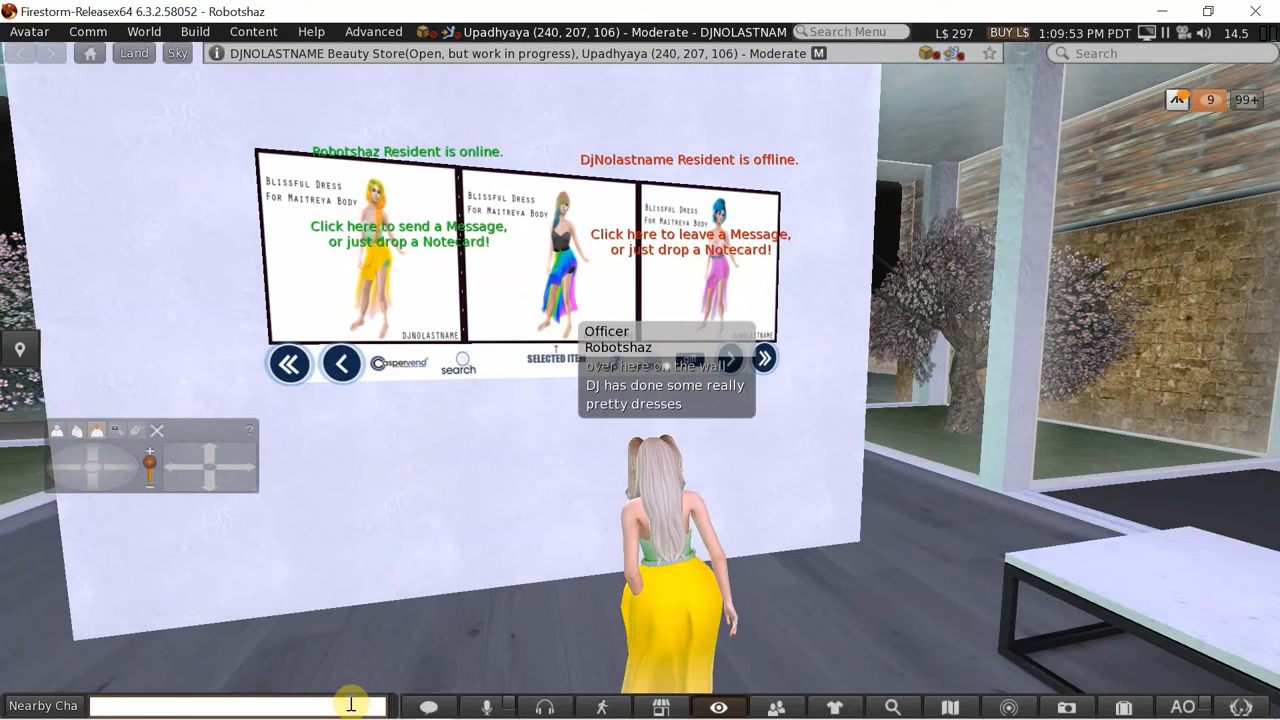 Firestorm-Releasex64 6.3.2.58052 - Robotshaz
Avatar Comm World Build Content Help Advanced Upadhyaya (240, 207, 106) - Moderate - DJNOLASTNAM Search Menu L$ 297 BUY L$ 1:09:53 PM PDT 14.5
Land Sky DJNOLASTNAME Beauty Store(Open, but work in progress), Upadhyaya (240, 207, 106) - Moderate M Search
9 99+
Robotshaz Resident is online.
DjNolastname Resident is offline.
Blissful Dress
For Maitreya Body
Blissful Dress
For Maitreya Body
Blissful Dress
For Maitreya Body
Click here to send a Message,
or just drop a Notecard!
Click here to leave a Message,
or just drop a Notecard!
DJNOLASTNAME
Caspervend
search
SELECTED ITEM
Officer
Robotshaz
over here on the wall
DJ has done some really
pretty dresses
?
Nearby Cha
AO